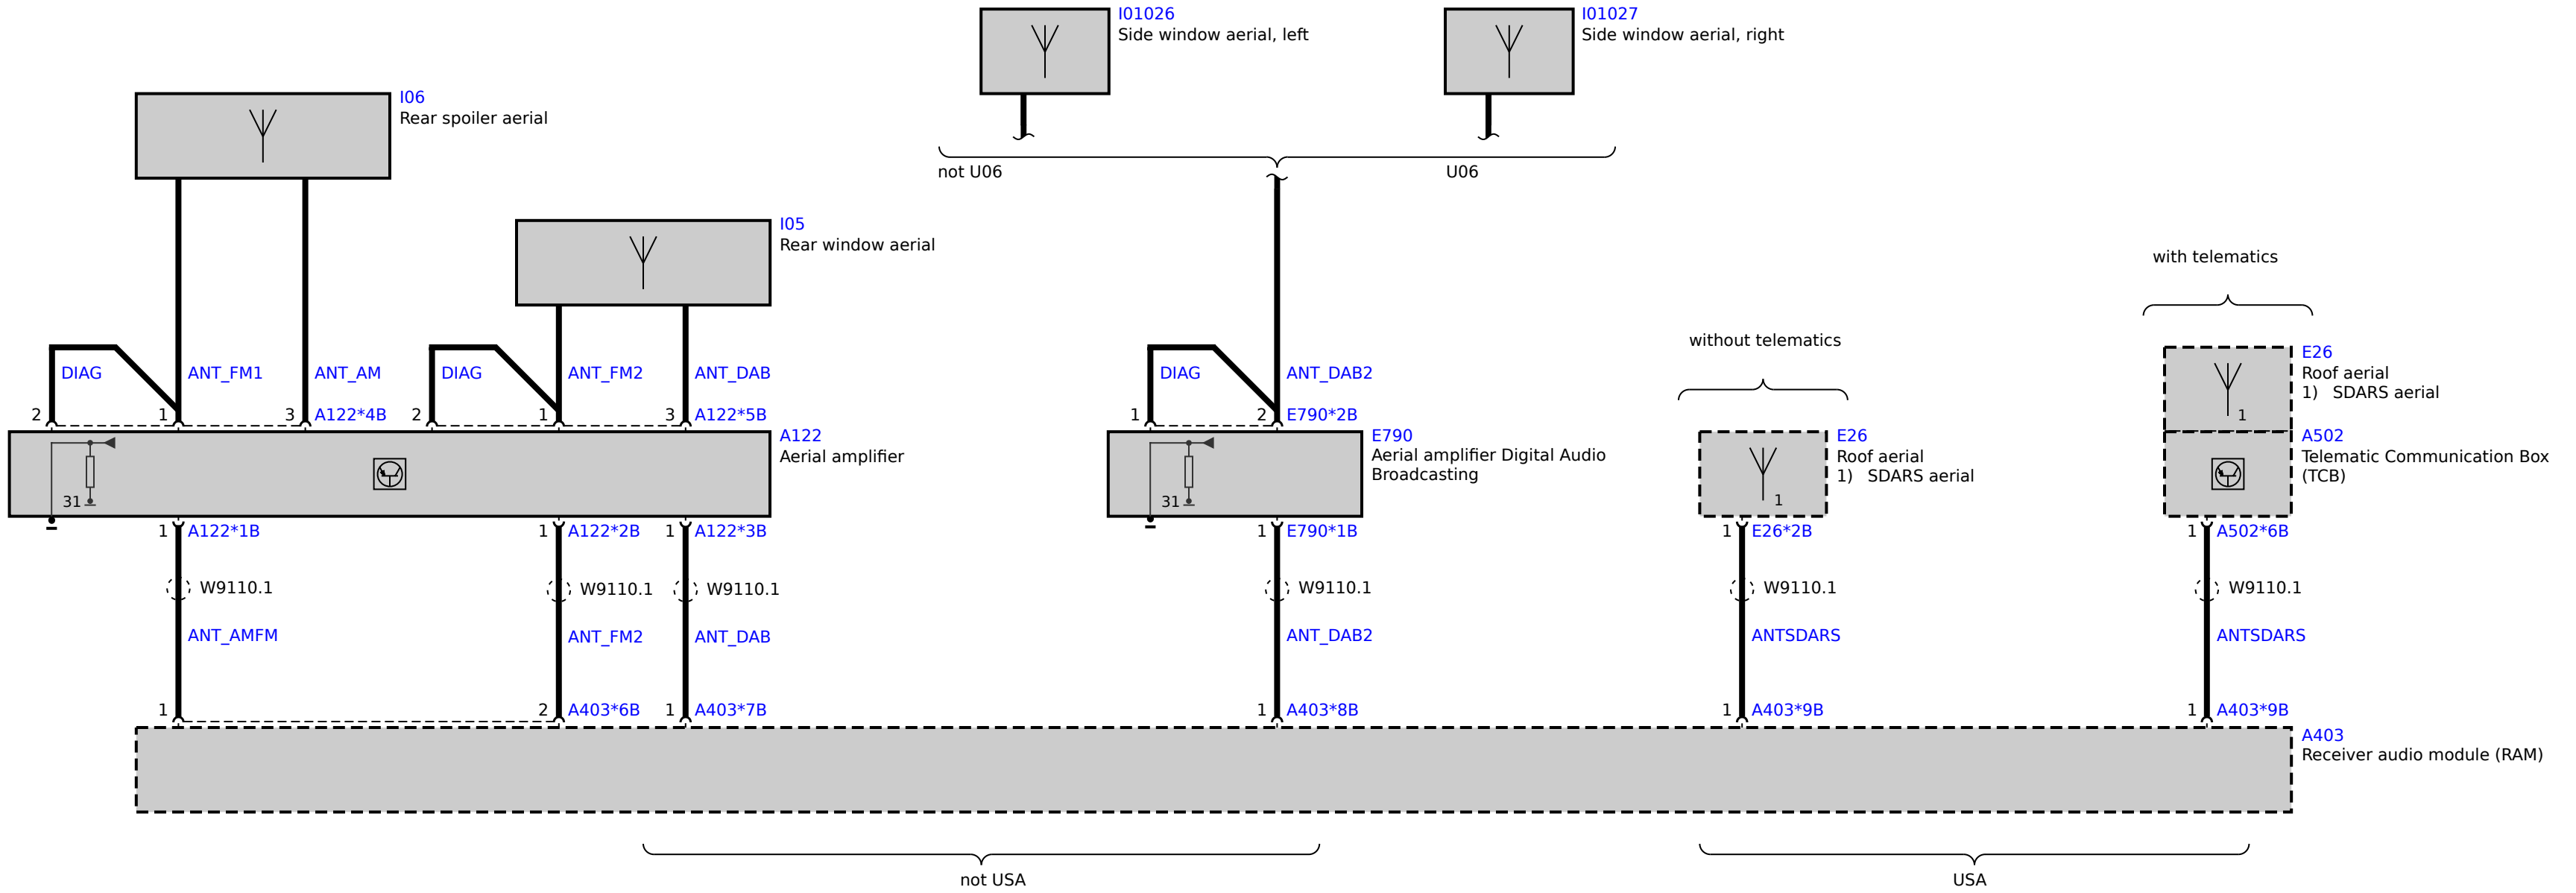 I01026
Side window aerial, left
I01027
Side window aerial, right
I06
Rear spoiler aerial
not U06
U06
I05
Rear window aerial
with telematics
without telematics
DIAG
ANT_FM1
ANT_AM
DIAG
ANT_FM2
ANT_DAB
DIAG
ANT_DAB2
E26
Roof aerial
1) SDARS aerial
1
2
1
3
A122*4B
2
1
3
A122*5B
1
2
E790*2B
A122
Aerial amplifier
31
E790
Aerial amplifier Digital Audio
Broadcasting
31
E26
Roof aerial
1) SDARS aerial
1
A502
Telematic Communication Box
(TCB)
1
A122*1B
1
A122*2B
1
A122*3B
1
E790*1B
1
E26*2B
1
A502*6B
W9110.1
W9110.1
W9110.1
W9110.1
W9110.1
W9110.1
ANT_AMFM
ANT_FM2
ANT_DAB
ANT_DAB2
ANTSDARS
ANTSDARS
1
2
A403*6B
1
A403*7B
1
A403*8B
1
A403*9B
1
A403*9B
A403
Receiver audio module (RAM)
not USA
USA